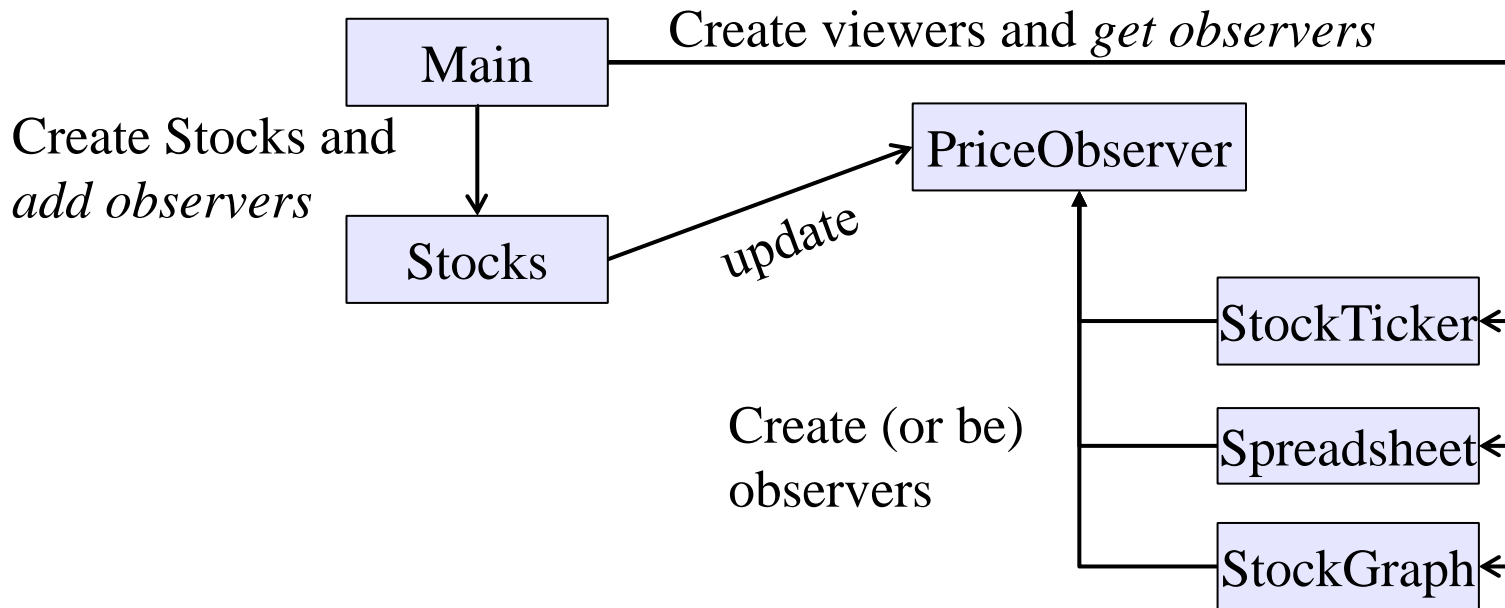 Create viewers and get observers
Main
Create Stocks and
add observers
PriceObserver
Stocks
update
StockTicker
Create (or be)
observers
Spreadsheet
StockGraph